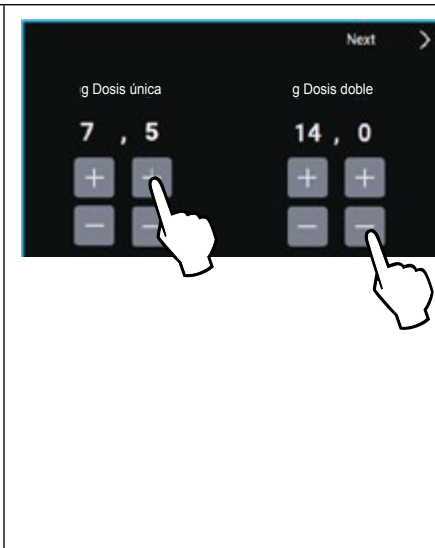 Next >
g Dosis única g Dosis doble
7 , 5 14 , 0
+ + + +
− − − −